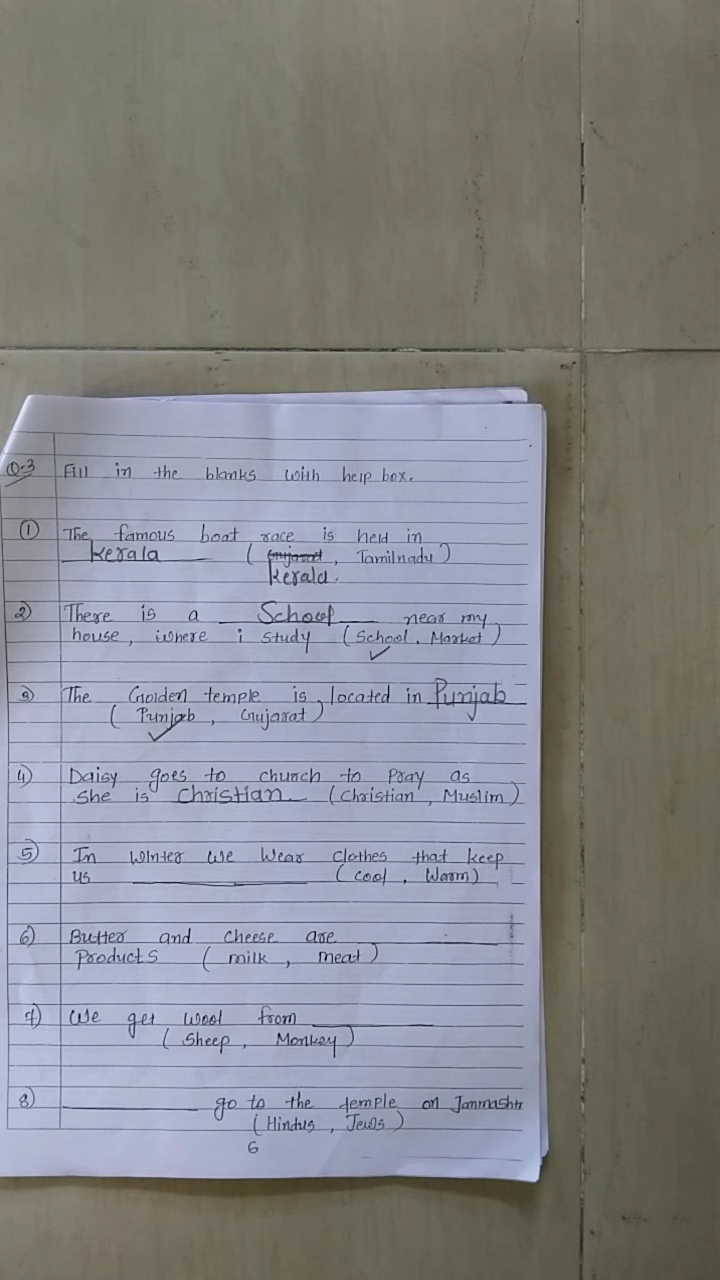 Q-3 Fill in the blanks with help box.
1) The famous boat race is held in
Kerala ( Gujarat , Tamilnadu )
Kerala.
2) There is a School near my
house, where i study ( School, Market )
3) The Golden temple is located in Punjab
( Punjab , Gujarat )
4) Daisy goes to church to Pray as
She is Christian ( Christian , Muslim )
5) In winter we wear clothes that keep
us ( cool , Warm )
6) Butter and cheese are
Products ( milk , meat )
7) We get wool from
( Sheep , Monkey )
8) go to the temple on Janmasht
( Hindus , Jews )
6